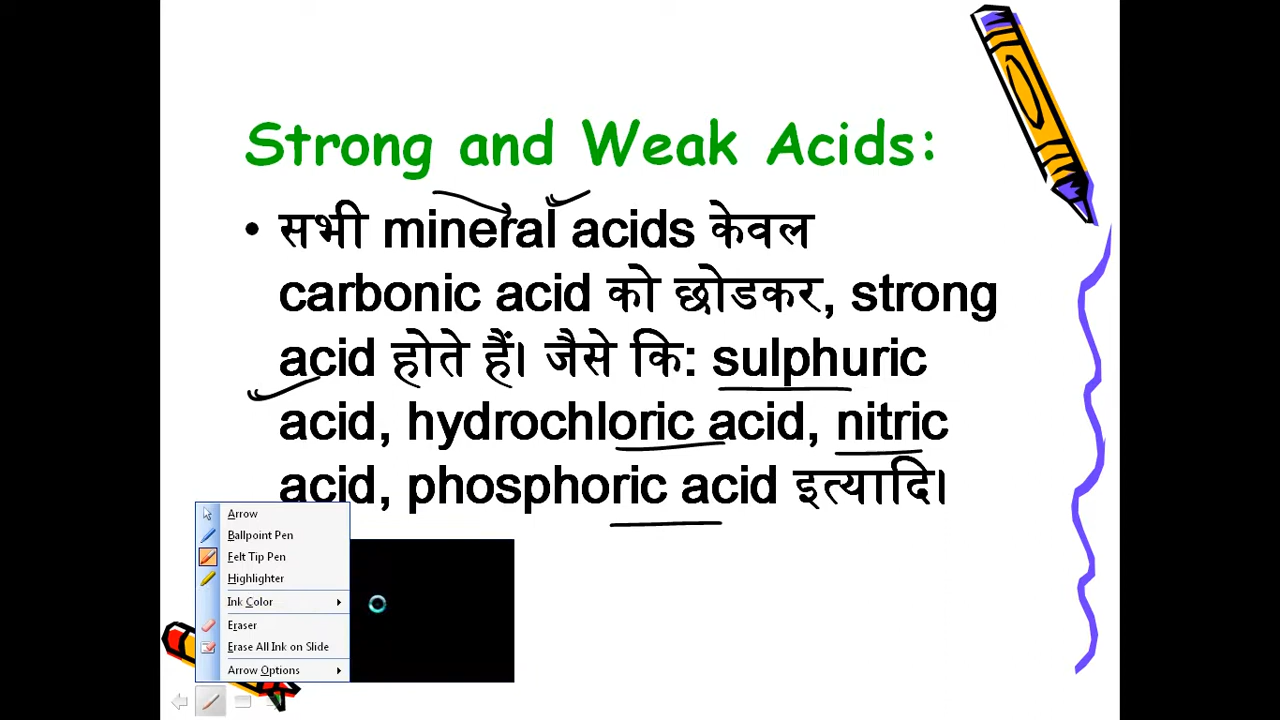 Strong and Weak Acids:
• सभी mineral acids केवल
carbonic acid को छोडकर, strong
acid होते हैं। जैसे कि: sulphuric
acid, hydrochloric acid, nitric
acid, phosphoric acid इत्यादि।
Arrow
Ballpoint Pen
Felt Tip Pen
Highlighter
Ink Color
Eraser
Erase All Ink on Slide
Arrow Options